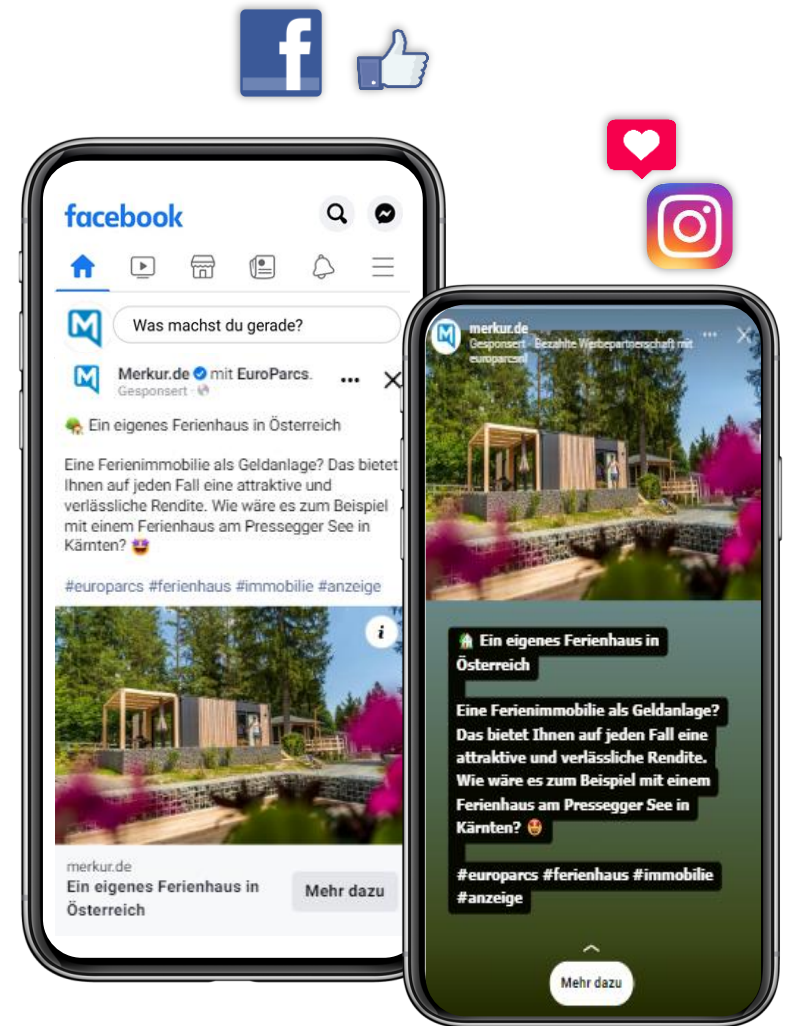 facebook
Was machst du gerade?
Merkur.de mit EuroParcs.
Gesponsert ·
Ein eigenes Ferienhaus in Österreich
Eine Ferienimmobilie als Geldanlage? Das bietet
Ihnen auf jeden Fall eine attraktive und
verlässliche Rendite. Wie wäre es zum Beispiel
mit einem Ferienhaus am Pressegger See in
Kärnten?
#europarcs #ferienhaus #immobilie #anzeige
merkur.de
Ein eigenes Ferienhaus in
Österreich
Mehr dazu
merkur.de
Gesponsert · Bezahlte Werbepartnerschaft mit
europarcsnl
Ein eigenes Ferienhaus in
Österreich
Eine Ferienimmobilie als Geldanlage?
Das bietet Ihnen auf jeden Fall eine
attraktive und verlässliche Rendite.
Wie wäre es zum Beispiel mit einem
Ferienhaus am Pressegger See in
Kärnten?
#europarcs #ferienhaus #immobilie
#anzeige
Mehr dazu